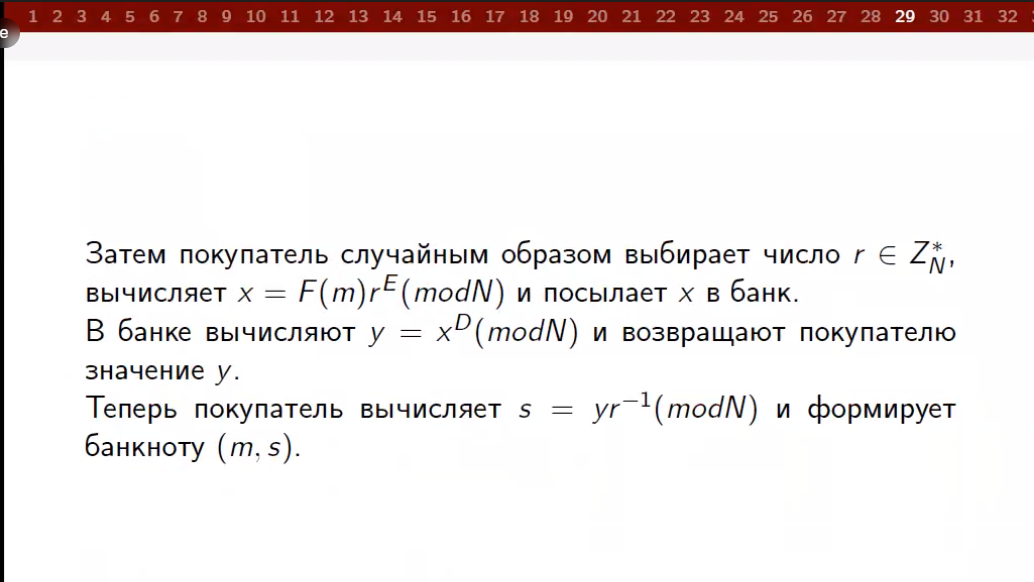 1 2 3 4 5 6 7 8 9 10 11 12 13 14 15 16 17 18 19 20 21 22 23 24 25 26 27 28 29 30 31 32
e
Затем покупатель случайным образом выбирает число r ∈ Z*_N,
вычисляет x = F(m)r^E(modN) и посылает x в банк.
В банке вычисляют y = x^D(modN) и возвращают покупателю
значение y.
Теперь покупатель вычисляет s = yr^−1(modN) и формирует
банкноту (m, s).